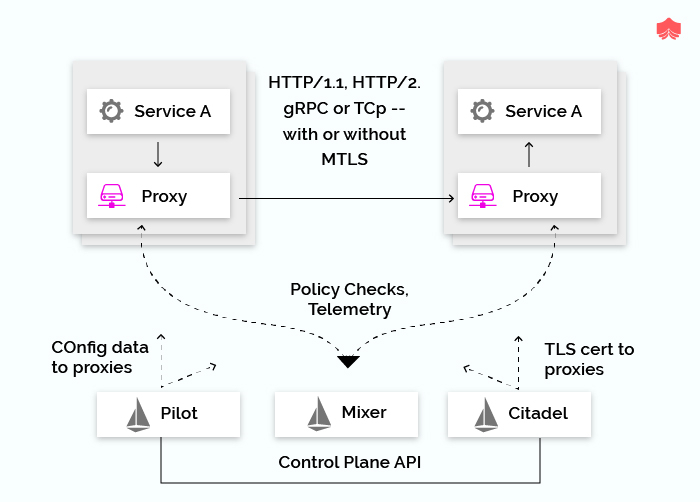 HTTP/1.1, HTTP/2.
gRPC or TCp --
with or without
MTLS
Service A
Service A
Proxy
Proxy
Policy Checks,
Telemetry
COnfig data
to proxies
TLS cert to
proxies
Pilot
Mixer
Citadel
Control Plane API